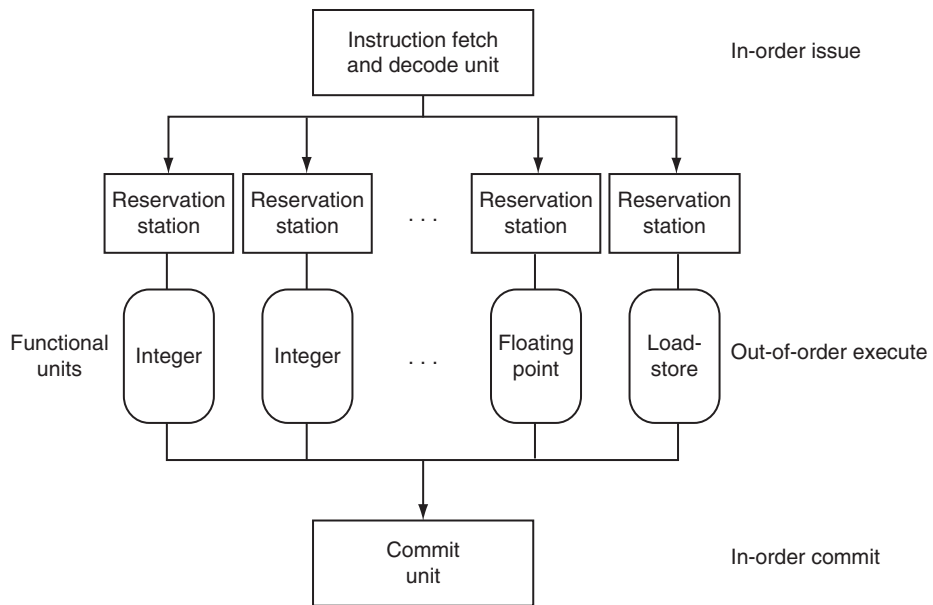 Instruction fetch
and decode unit
In-order issue
Reservation
station
Reservation
station
. . .
Reservation
station
Reservation
station
Functional
units
Integer
Integer
. . .
Floating
point
Load-
store
Out-of-order execute
Commit
unit
In-order commit